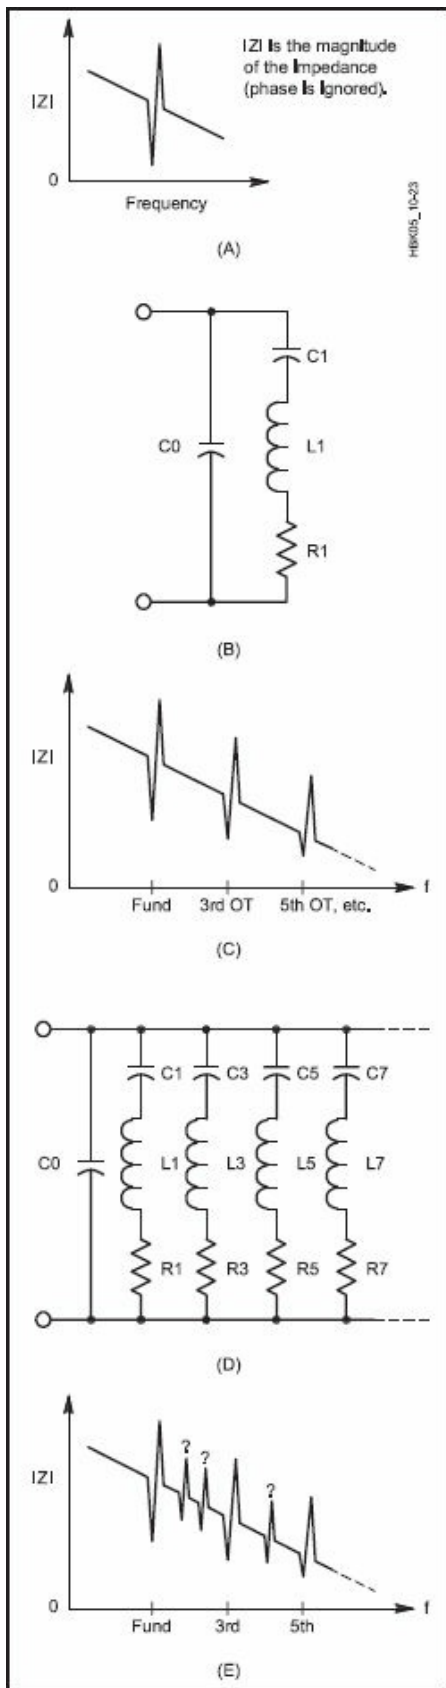 |Z| Is the magnitude
of the Impedance
(phase Is Ignored).
|Z|
0
Frequency
HBK05_10-23
(A)
C1
C0
L1
R1
(B)
|Z|
0
f
Fund
3rd OT
5th OT, etc.
(C)
C1
C3
C5
C7
C0
L1
L3
L5
L7
R1
R3
R5
R7
(D)
?
?
?
|Z|
0
f
Fund
3rd
5th
(E)